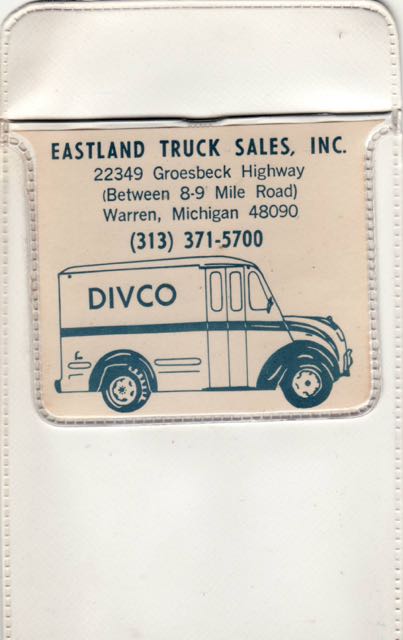 EASTLAND TRUCK SALES, INC.
22349 Groesbeck Highway
(Between 8-9 Mile Road)
Warren, Michigan 48090
(313) 371-5700
DIVCO